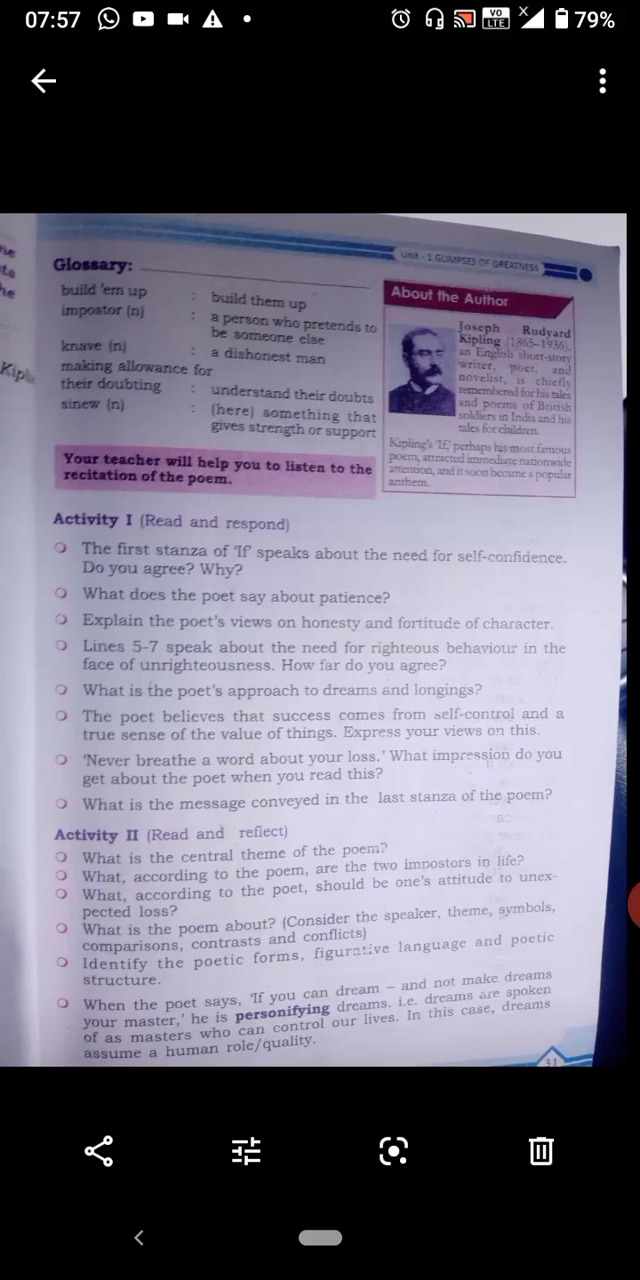 07:57
VO
LTE
X
79%
Unit - 1 GLIMPSES OF GREATNESS
he
Kipli
Glossary:
build 'em up : build them up
impostor (n) : a person who pretends to
be someone else
knave (n) : a dishonest man
making allowance for
their doubting : understand their doubts
sinew (n) : (here) something that
gives strength or support
About the Author
Joseph Rudyard
Kipling (1865-1936),
an English short-story
writer, poet, and
novelist, is chiefly
remembered for his tales
and poems of British
soldiers in India and his
tales for children.
Kipling's 'If,' perhaps his most famous
poem, attracted immediate nationwide
attention, and it soon became a popular
anthem.
Your teacher will help you to listen to the
recitation of the poem.
Activity I (Read and respond)
The first stanza of 'If' speaks about the need for self-confidence.
Do you agree? Why?
What does the poet say about patience?
Explain the poet's views on honesty and fortitude of character.
Lines 5-7 speak about the need for righteous behaviour in the
face of unrighteousness. How far do you agree?
What is the poet's approach to dreams and longings?
The poet believes that success comes from self-control and a
true sense of the value of things. Express your views on this.
'Never breathe a word about your loss.' What impression do you
get about the poet when you read this?
What is the message conveyed in the last stanza of the poem?
Activity II (Read and reflect)
What is the central theme of the poem?
What, according to the poem, are the two impostors in life?
What, according to the poet, should be one's attitude to unex-
pected loss?
What is the poem about? (Consider the speaker, theme, symbols,
comparisons, contrasts and conflicts)
Identify the poetic forms, figurative language and poetic
structure.
When the poet says, 'If you can dream – and not make dreams
your master,' he is personifying dreams. i.e. dreams are spoken
of as masters who can control our lives. In this case, dreams
assume a human role/quality.
31